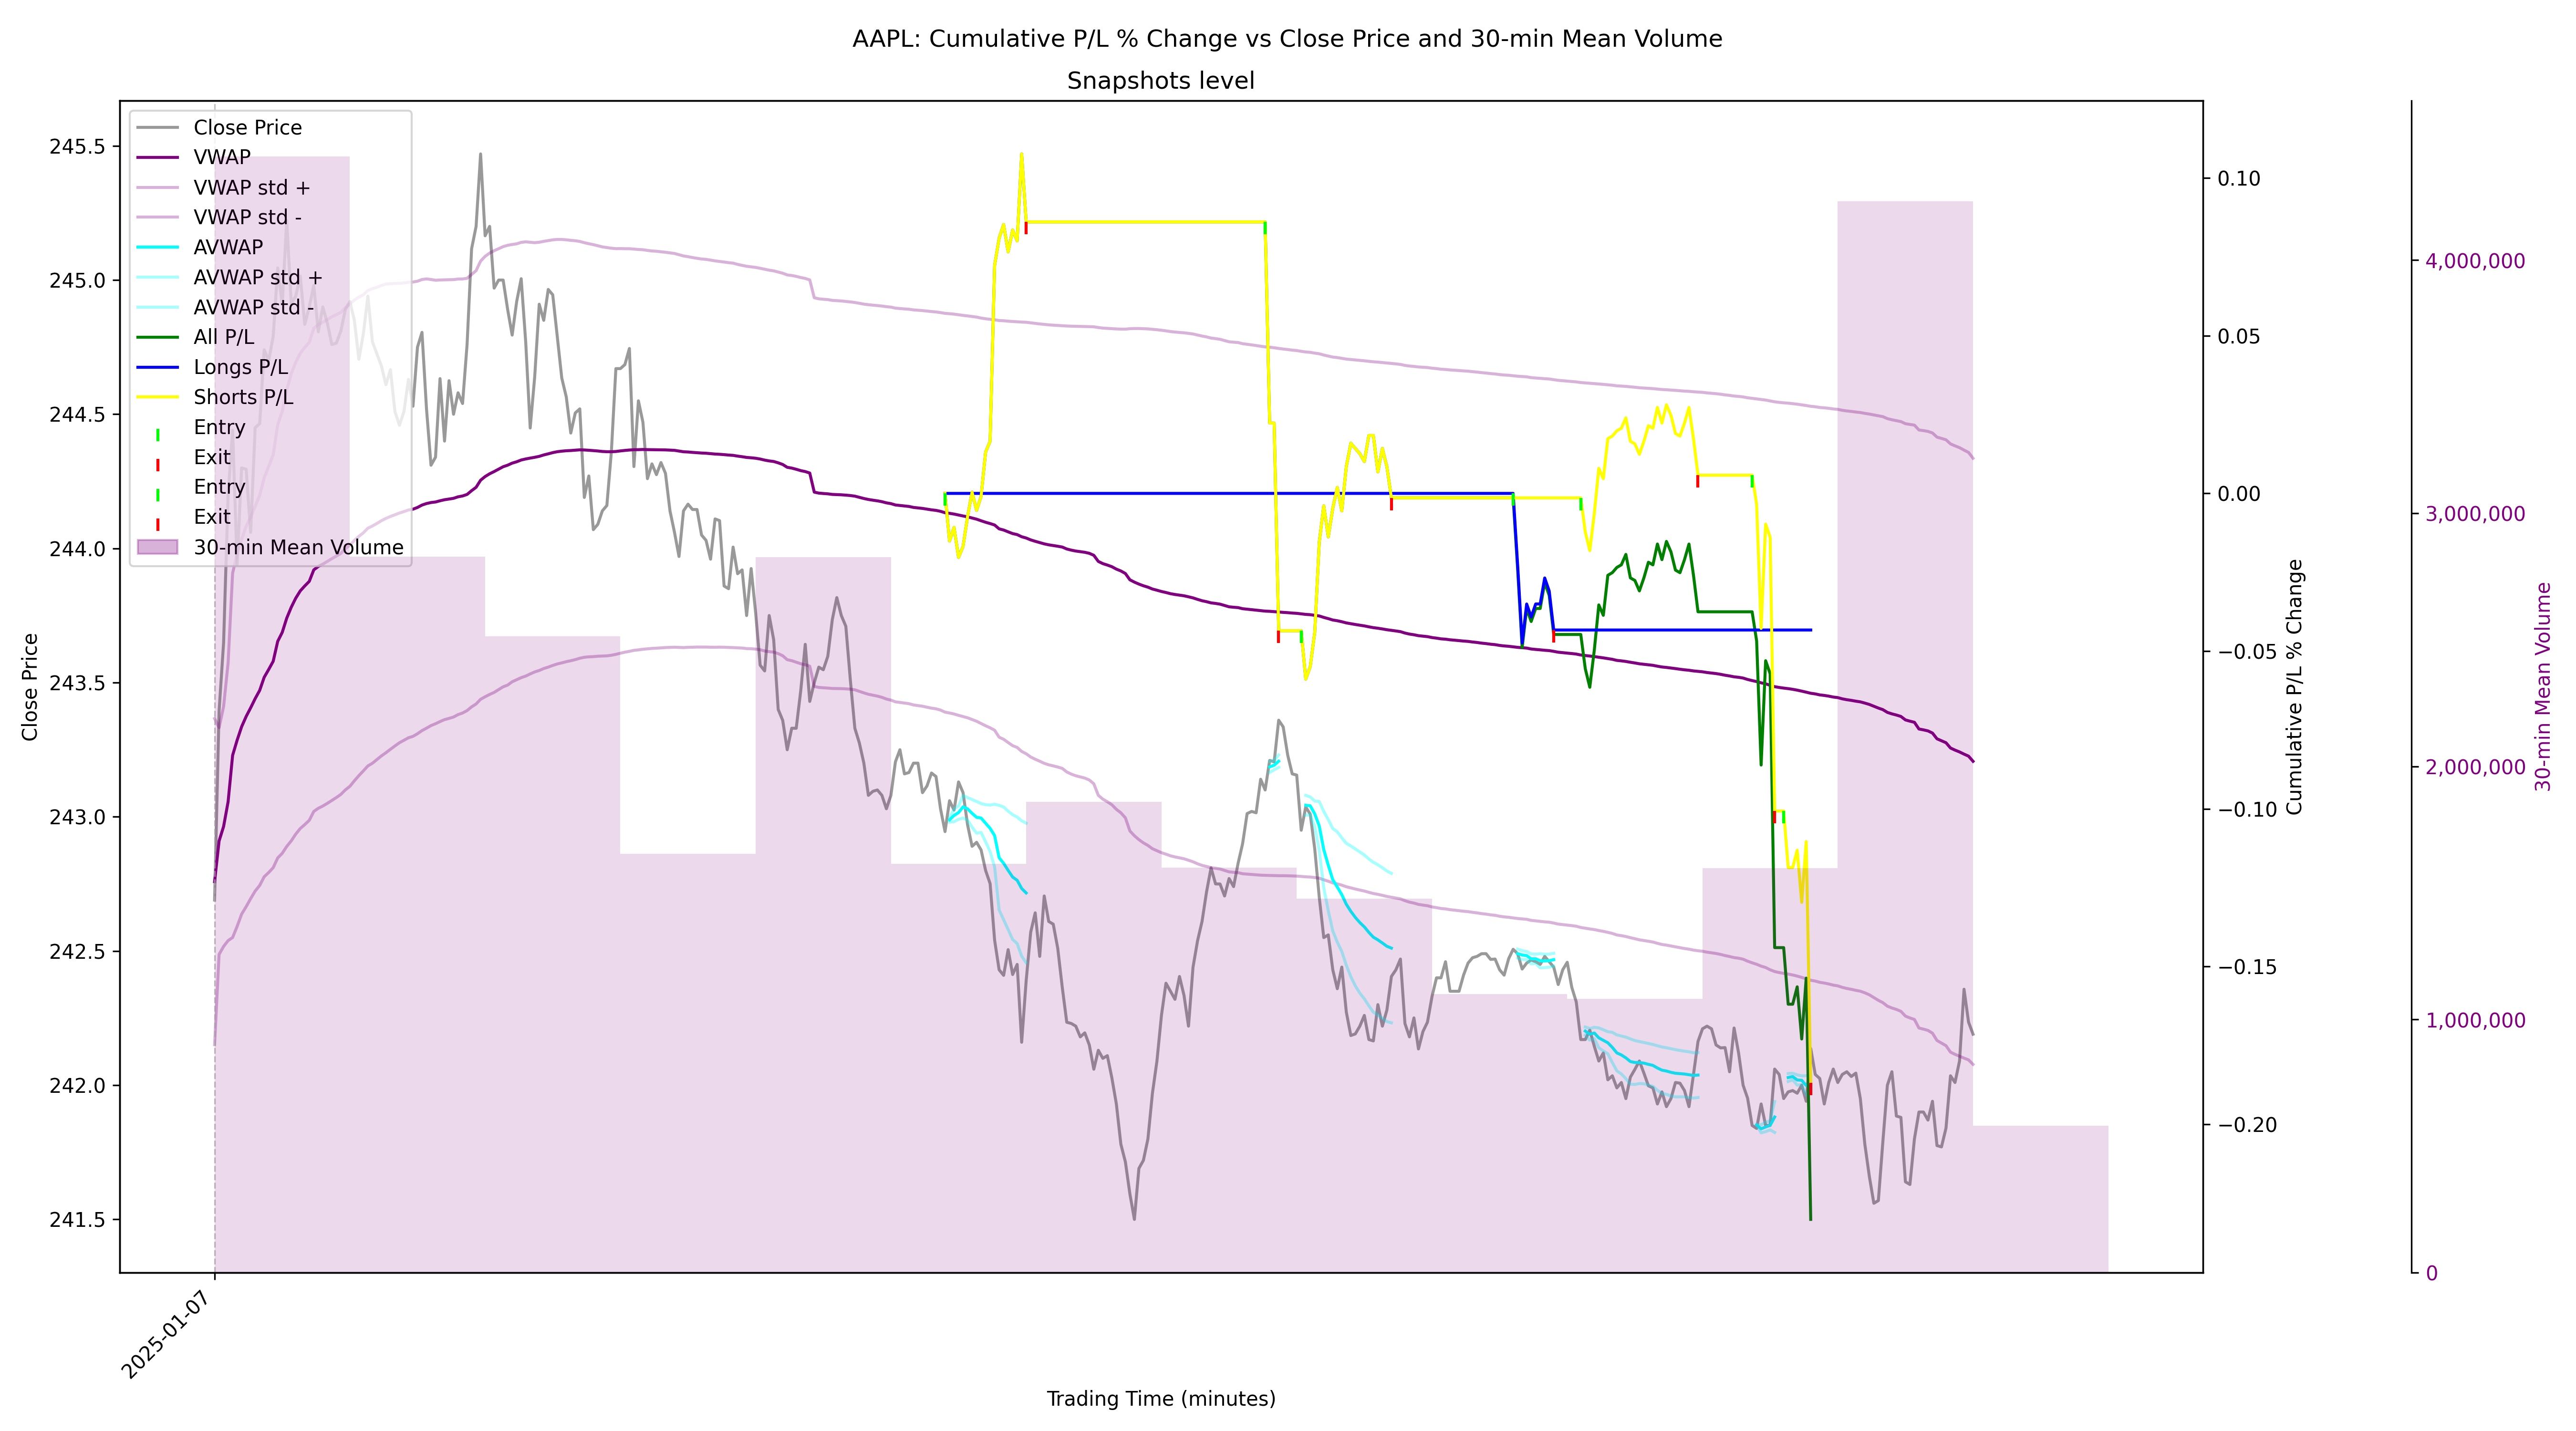 AAPL: Cumulative P/L % Change vs Close Price and 30-min Mean Volume
Snapshots level
Close Price
VWAP
VWAP std +
VWAP std -
AVWAP
AVWAP std +
AVWAP std -
All P/L
Longs P/L
Shorts P/L
Entry
Exit
Entry
Exit
30-min Mean Volume
Close Price
245.5
245.0
244.5
244.0
243.5
243.0
242.5
242.0
241.5
2025-01-07
Trading Time (minutes)
0.10
0.05
0.00
−0.05
−0.10
−0.15
−0.20
Cumulative P/L % Change
4,000,000
3,000,000
2,000,000
1,000,000
0
30-min Mean Volume